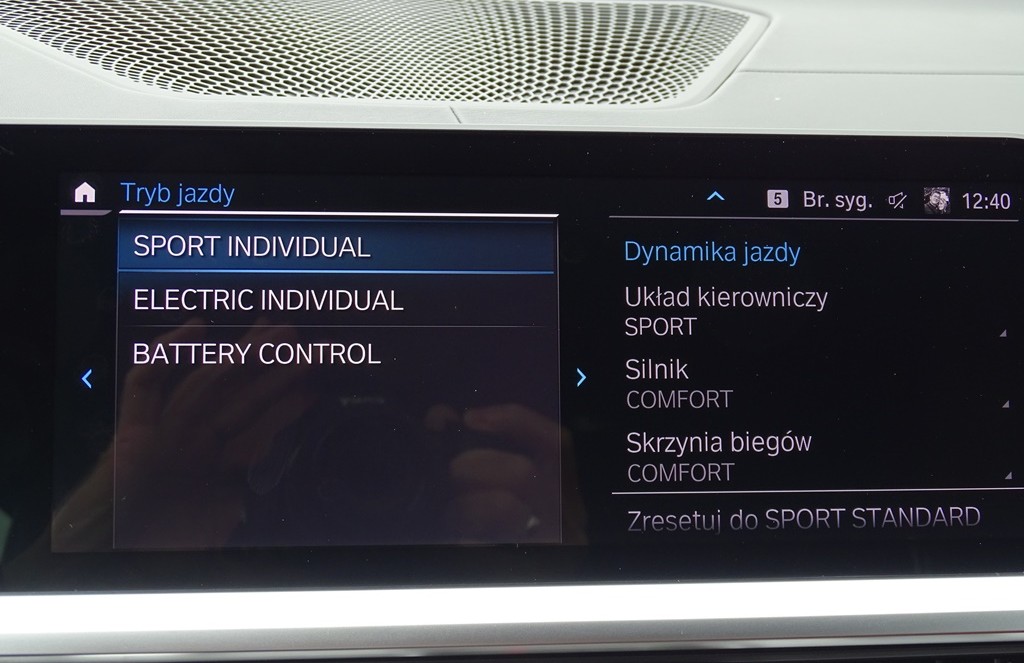 Tryb jazdy
5 Br. syg. 12:40
SPORT INDIVIDUAL
ELECTRIC INDIVIDUAL
BATTERY CONTROL
Dynamika jazdy
Układ kierowniczy
SPORT
Silnik
COMFORT
Skrzynia biegów
COMFORT
Zresetuj do SPORT STANDARD